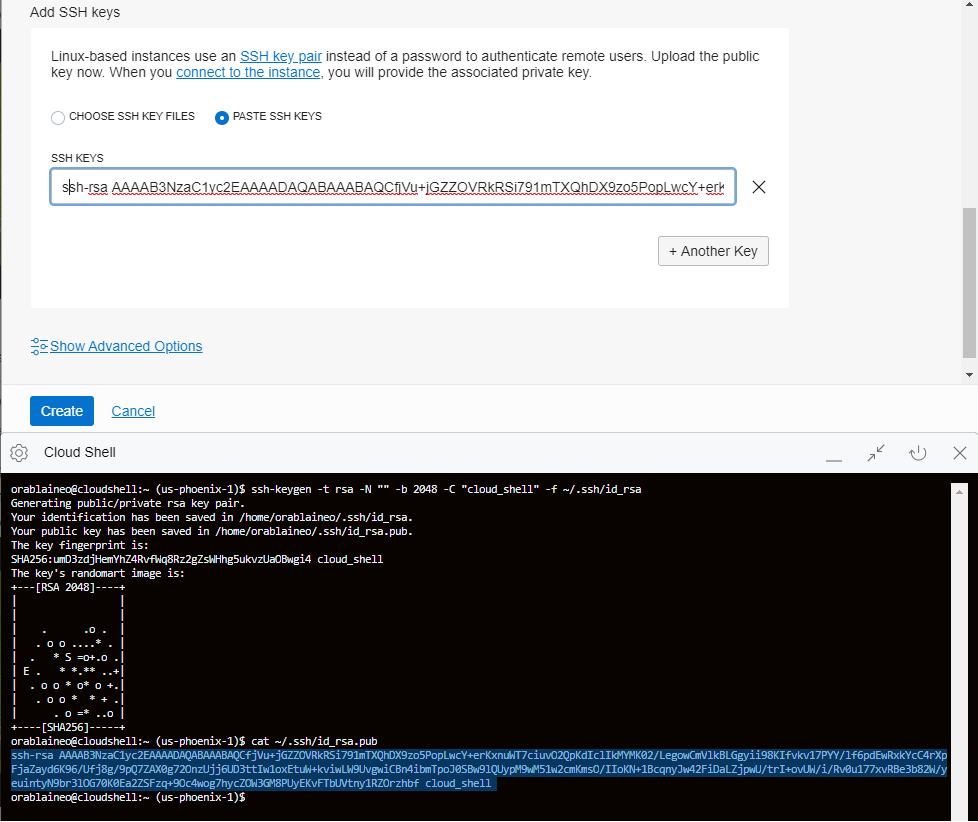 Add SSH keys
Linux-based instances use an SSH key pair instead of a password to authenticate remote users. Upload the public
key now. When you connect to the instance, you will provide the associated private key.
CHOOSE SSH KEY FILES
PASTE SSH KEYS
SSH KEYS
ssh-rsa AAAAB3NzaC1yc2EAAAADAQABAAABAQCfjVu+jGZZOVRkRSi791mTXQhDX9zo5PopLwcY+erK
+ Another Key
Show Advanced Options
Create
Cancel
Cloud Shell
orablaineo@cloudshell:~ (us-phoenix-1)$ ssh-keygen -t rsa -N "" -b 2048 -C "cloud_shell" -f ~/.ssh/id_rsa
Generating public/private rsa key pair.
Your identification has been saved in /home/orablaineo/.ssh/id_rsa.
Your public key has been saved in /home/orablaineo/.ssh/id_rsa.pub.
The key fingerprint is:
SHA256:umD3zdjHemYhZ4RvfWq8Rz2gZsWHhg5ukvzUaOBwgi4 cloud_shell
The key's randomart image is:
+---[RSA 2048]----+
|                 |
|                 |
|    .     .o .   |
|   . o o ....* . |
|  .   * S =o+.o .|
| E .   * *.** ..+|
|  . o o * o* o +.|
|   . o o *  * + .|
|      . o =* ..o |
+----[SHA256]-----+
orablaineo@cloudshell:~ (us-phoenix-1)$ cat ~/.ssh/id_rsa.pub
ssh-rsa AAAAB3NzaC1yc2EAAAADAQABAAABAQCfjVu+jGZZOVRkRSi791mTXQhDX9zo5PopLwcY+erKxnuWT7ciuvO2QpKdIclIkMYMK02/LegowCmVlkBLGgyii98KIfvkv17PYY/lf6pdEwRxkYcC4rXp
FjaZayd6K96/Ufj8g/9pQ7ZAX0g72OnzUjj6UD3ttIw1oxEtuW+kviwLW9UvgwiCBn4ibmTpoJ0SBw9lQUypM9wM51w2cmKmsO/IIoKN+1BcqnyJw42FiDaLZjpwU/trI+ovUW/i/Rv0u177xvRBe3b82W/y
euintyN9br3lOG70K0Ea2ZSFzq+9Oc4wog7hycZOW3GM8PUyEKvFTbUVtny1RZOrzhbf cloud_shell
orablaineo@cloudshell:~ (us-phoenix-1)$